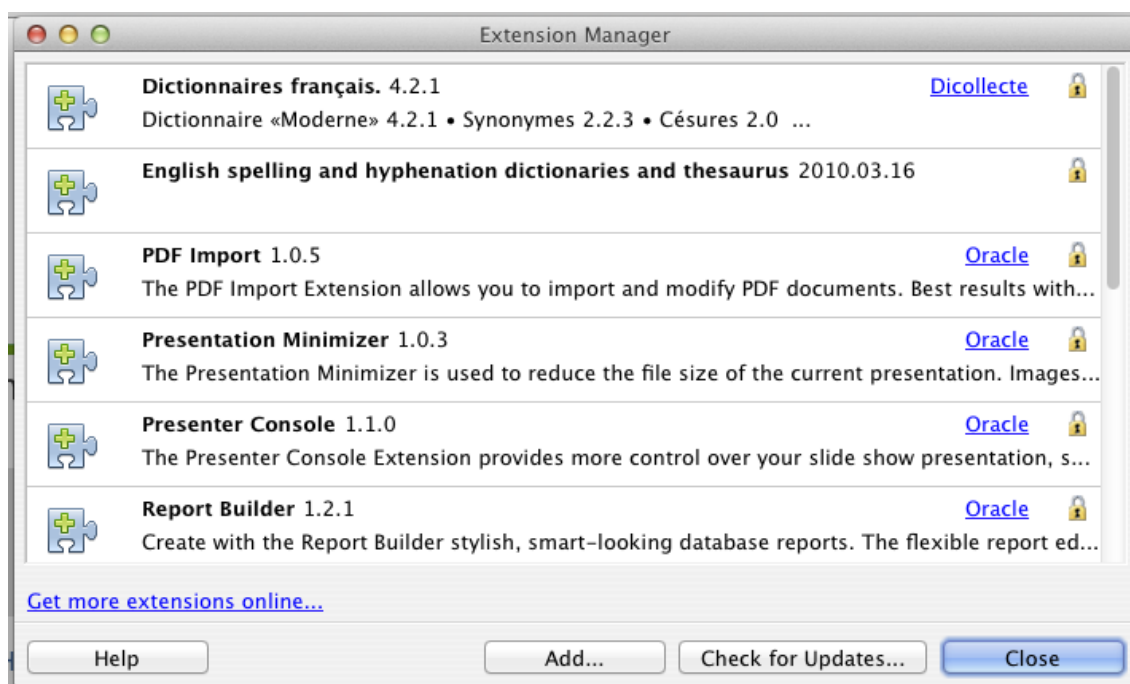 Extension Manager
Dictionnaires français. 4.2.1 Dicollecte
Dictionnaire «Moderne» 4.2.1 • Synonymes 2.2.3 • Césures 2.0 ...
English spelling and hyphenation dictionaries and thesaurus 2010.03.16
PDF Import 1.0.5 Oracle
The PDF Import Extension allows you to import and modify PDF documents. Best results with...
Presentation Minimizer 1.0.3 Oracle
The Presentation Minimizer is used to reduce the file size of the current presentation. Images...
Presenter Console 1.1.0 Oracle
The Presenter Console Extension provides more control over your slide show presentation, s...
Report Builder 1.2.1 Oracle
Create with the Report Builder stylish, smart-looking database reports. The flexible report ed...
Get more extensions online...
Help Add... Check for Updates... Close